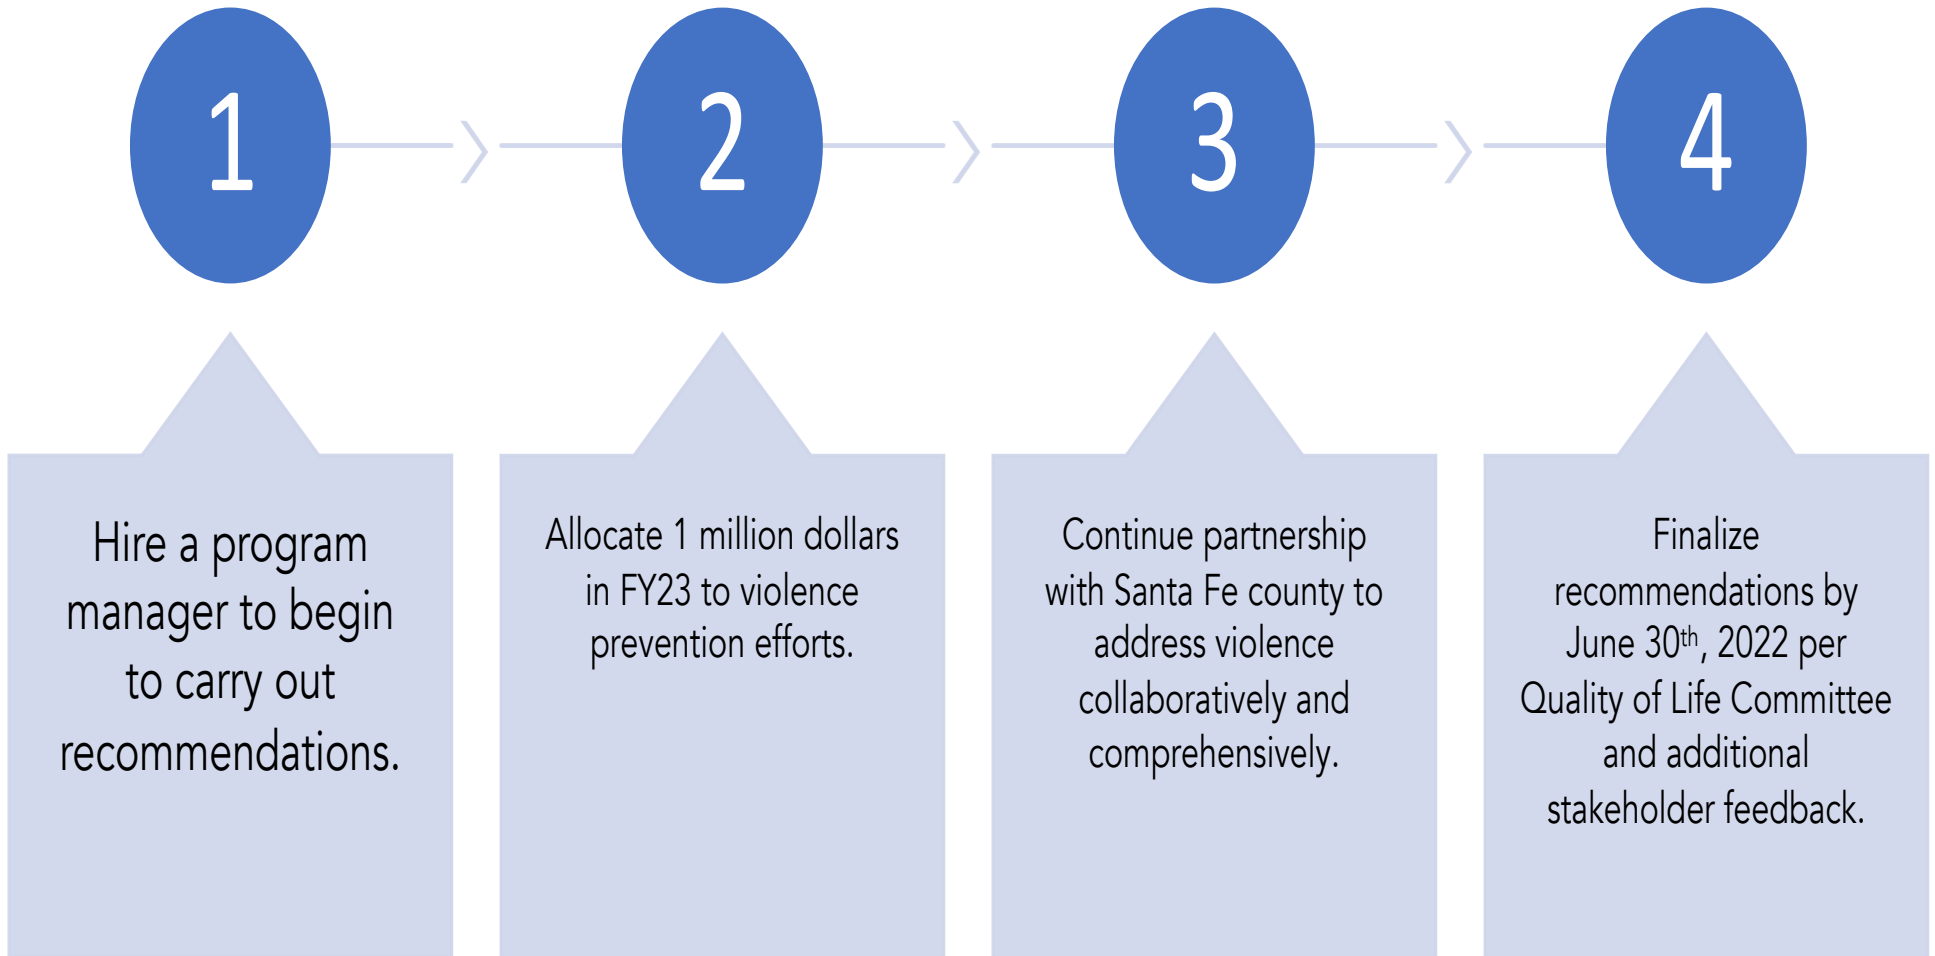 1
Hire a program
manager to begin
to carry out
recommendations.
2
Allocate 1 million dollars
in FY23 to violence
prevention efforts.
3
Continue partnership
with Santa Fe county to
address violence
collaboratively and
comprehensively.
4
Finalize
recommendations by
June 30th, 2022 per
Quality of Life Committee
and additional
stakeholder feedback.